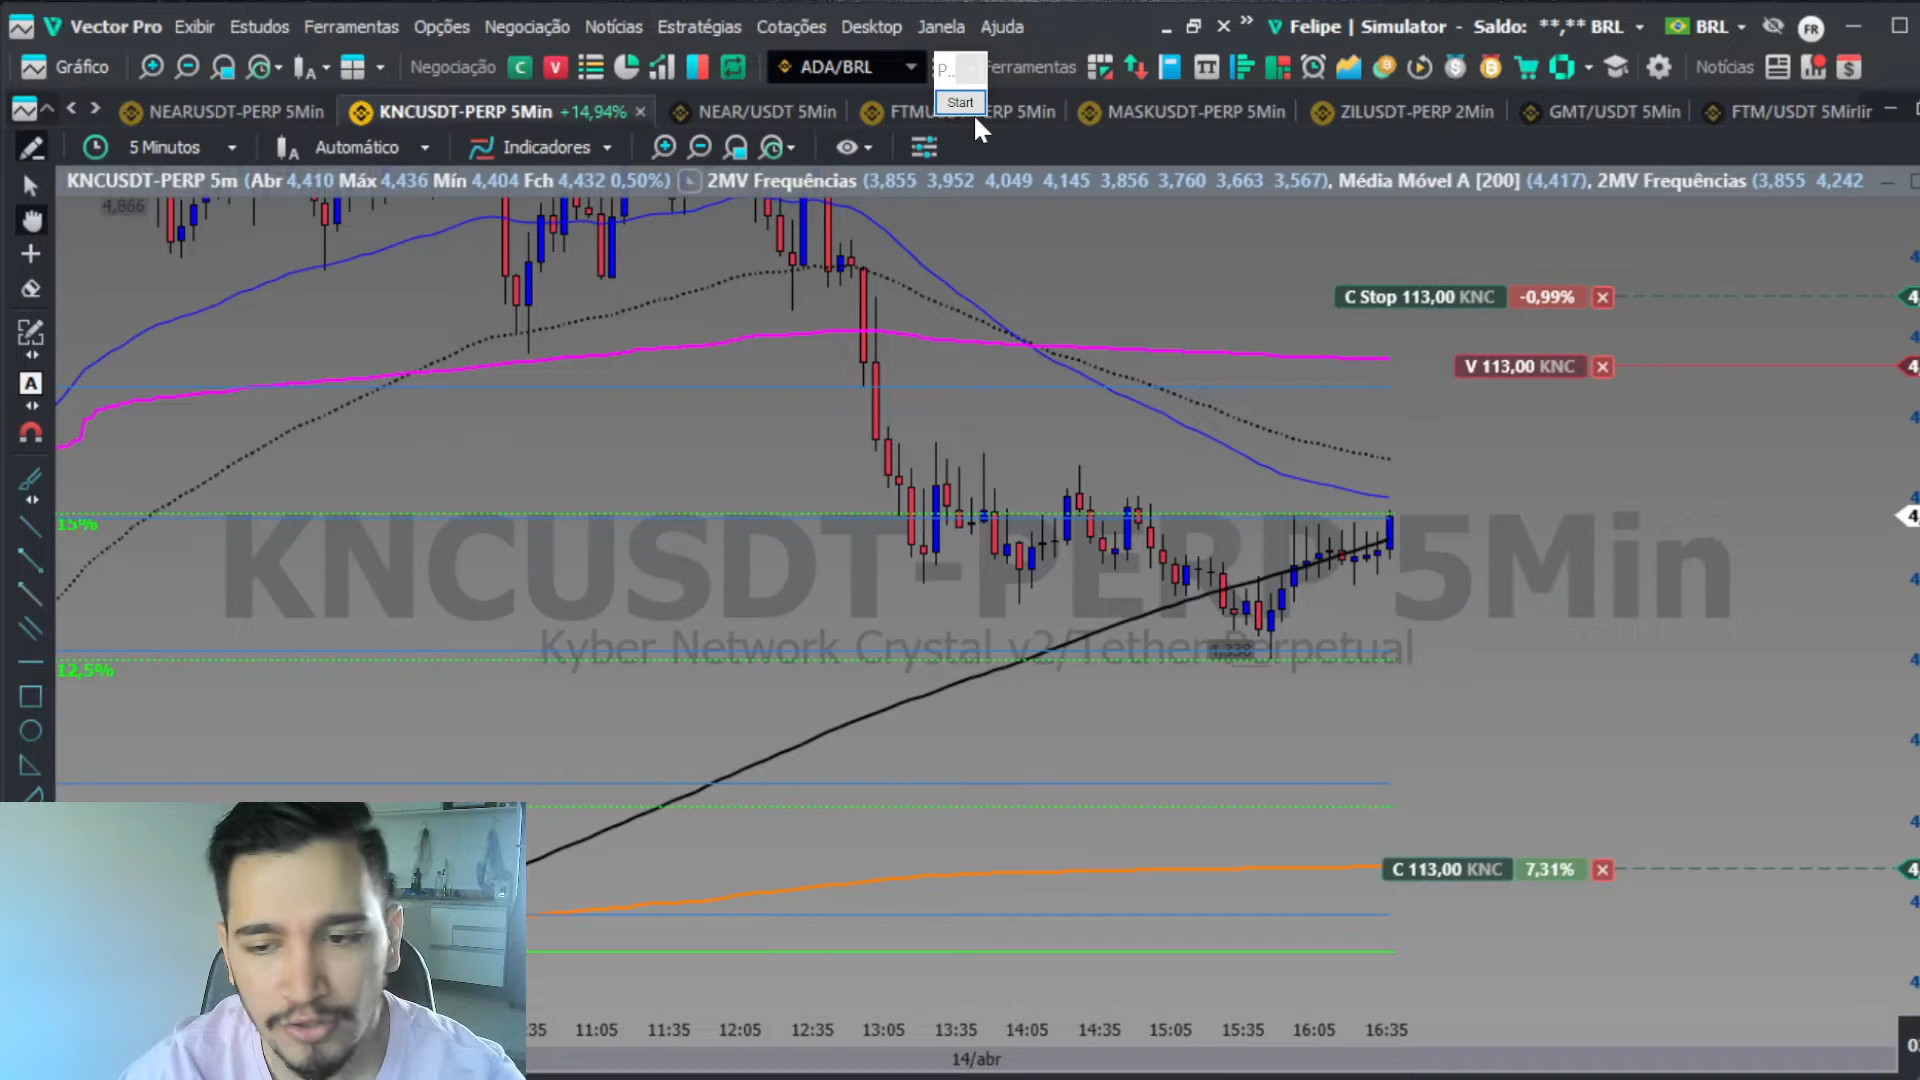 Vector Pro Exibir Estudos Ferramentas Opções Negociação Notícias Estratégias Cotações Desktop Janela Ajuda » Felipe | Simulator - Saldo: **,** BRL BRL FR
Gráfico Negociação C V ADA/BRL P... Ferramentas Notícias
Start
NEARUSDT-PERP 5Min KNCUSDT-PERP 5Min +14,94% NEAR/USDT 5Min MASKUSDT-PERP 5Min ZILUSDT-PERP 2Min GMT/USDT 5Min FTM/USDT 5Mirlir
5 Minutos Automático Indicadores
KNCUSDT-PERP 5m (Abr 4,410 Máx 4,436 Mín 4,404 Fch 4,432 0,50%) 2MV Frequências (3,855 3,952 4,049 4,145 3,856 3,760 3,663 3,567), Média Móvel A [200] (4,417), 2MV Frequências (3,855 4,242
4,866
C Stop 113,00 KNC -0,99%
V 113,00 KNC
15%
KNCUSDT-PERP 5Min
Kyber Network Crystal v2/Tether Perpetual
4,338
12,5%
C 113,00 KNC 7,31%
:35 11:05 11:35 12:05 12:35 13:05 13:35 14:05 14:35 15:05 15:35 16:05 16:35
14/abr